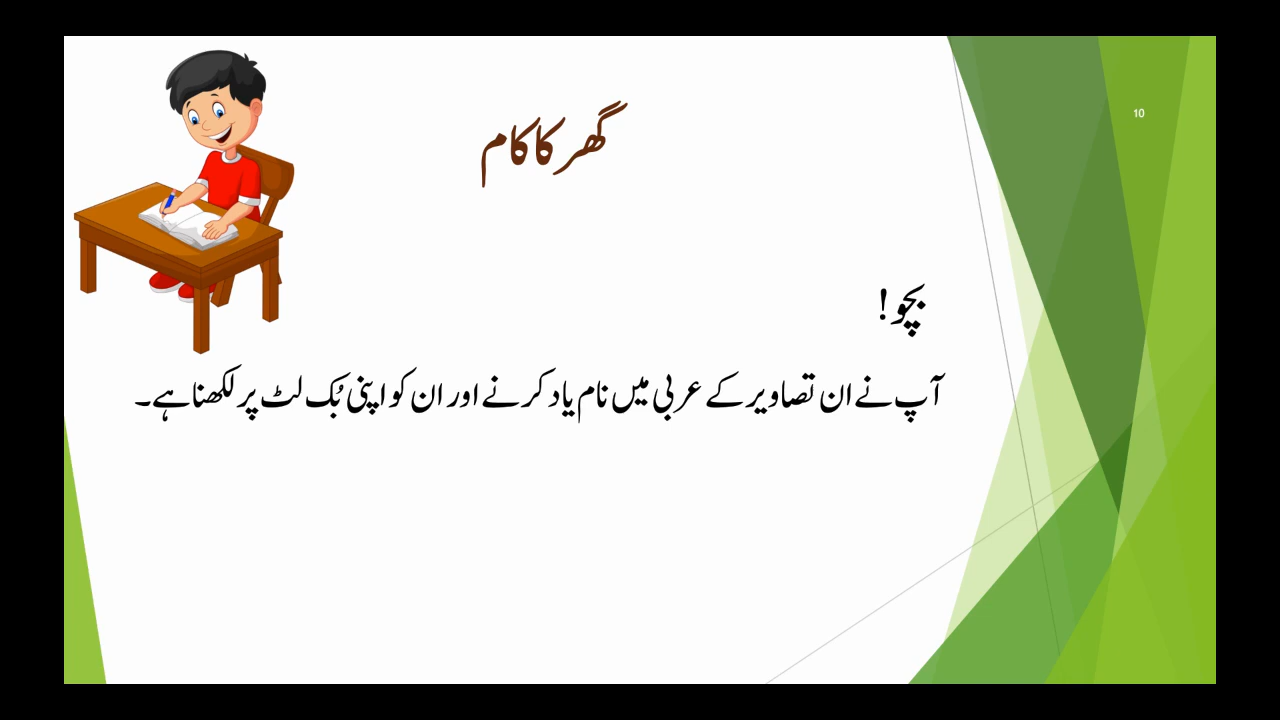 10
گھر کا کام
بچو!
آپ نے ان تصاویر کے عربی میں نام یاد کرنے اور ان کو اپنی بُک لٹ پر لکھنا ہے۔